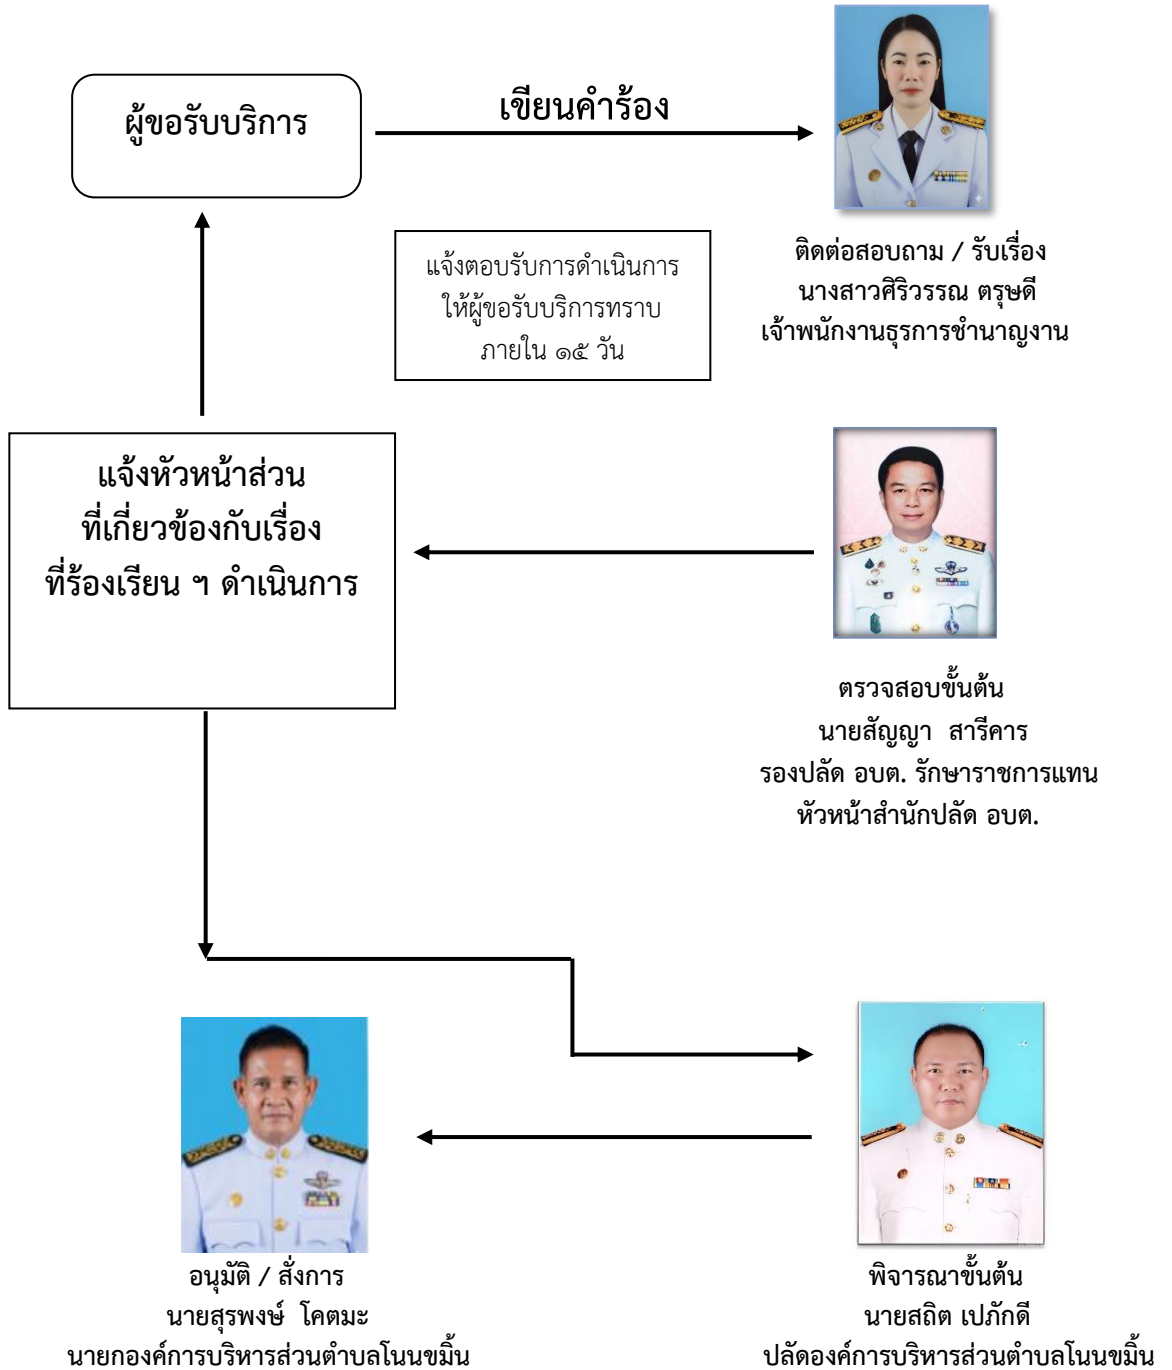 ผู้ขอรับบริการ
เขียนคำร้อง
ติดต่อสอบถาม / รับเรื่อง
นางสาวศิริวรรณ ตรุษดี
เจ้าพนักงานธุรการชำนาญงาน
แจ้งตอบรับการดำเนินการ
ให้ผู้ขอรับบริการทราบ
ภายใน ๑๕ วัน
แจ้งหัวหน้าส่วน
ที่เกี่ยวข้องกับเรื่อง
ที่ร้องเรียน ฯ ดำเนินการ
ตรวจสอบขั้นต้น
นายสัญญา สารีคาร
รองปลัด อบต. รักษาราชการแทน
หัวหน้าสำนักปลัด อบต.
อนุมัติ / สั่งการ
นายสุรพงษ์ โคตมะ
นายกองค์การบริหารส่วนตำบลโนนขมิ้น
พิจารณาขั้นต้น
นายสถิต เปภักดี
ปลัดองค์การบริหารส่วนตำบลโนนขมิ้น